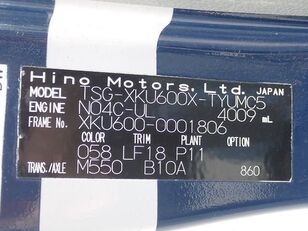 Hino Motors, Ltd. JAPAN
MODEL TSG-XKU600X-TYUMC5
ENGINE N04C-UL 4009 mL
FRAME No. XKU600-0001806
COLOR TRIM PLANT OPTION
058 LF18 P11
TRANS./AXLE M550 B10A 860